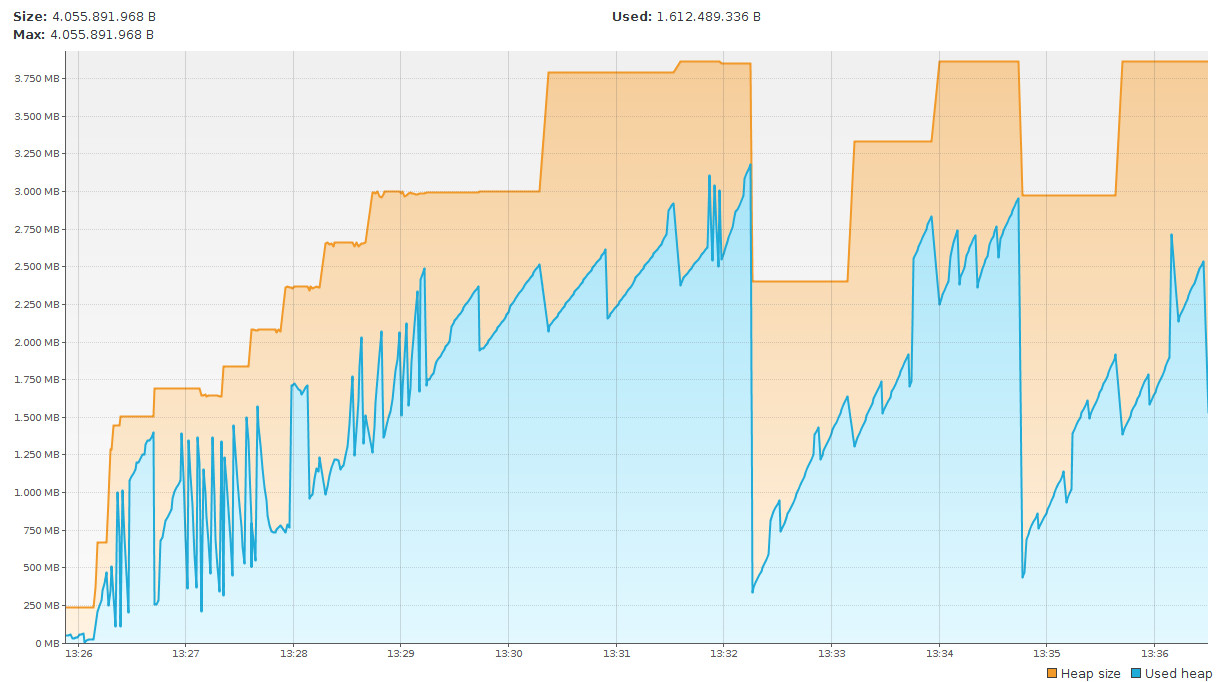 Size: 4.055.891.968 B
Used: 1.612.489.336 B
Max: 4.055.891.968 B
3.750 MB
3.500 MB
3.250 MB
3.000 MB
2.750 MB
2.500 MB
2.250 MB
2.000 MB
1.750 MB
1.500 MB
1.250 MB
1.000 MB
750 MB
500 MB
250 MB
0 MB
13:26 13:27 13:28 13:29 13:30 13:31 13:32 13:33 13:34 13:35 13:36
Heap size Used heap